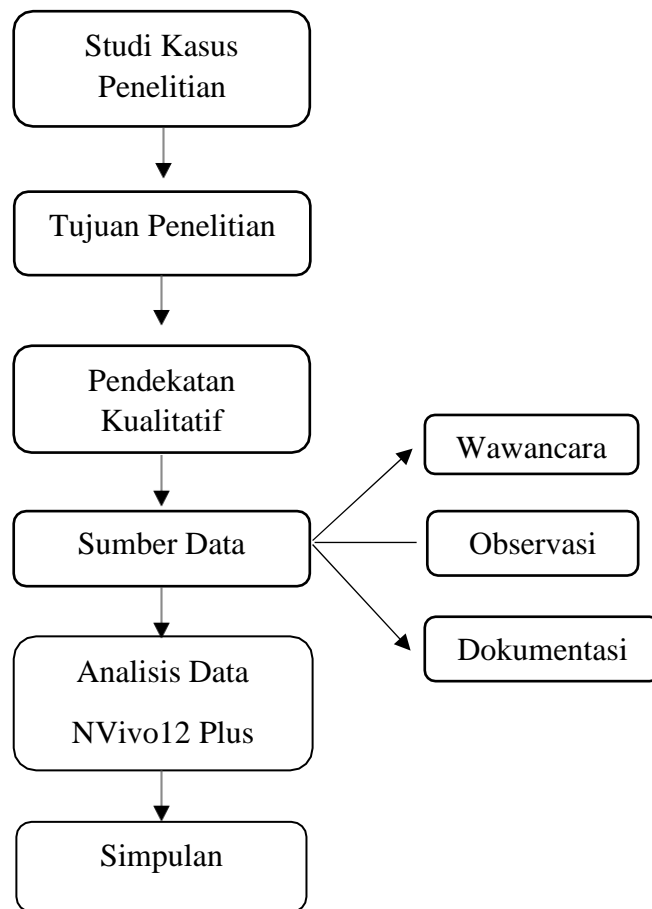 Studi Kasus
Penelitian
Tujuan Penelitian
Pendekatan
Kualitatif
Wawancara
Sumber Data
Observasi
Dokumentasi
Analisis Data
NVivo12 Plus
Simpulan